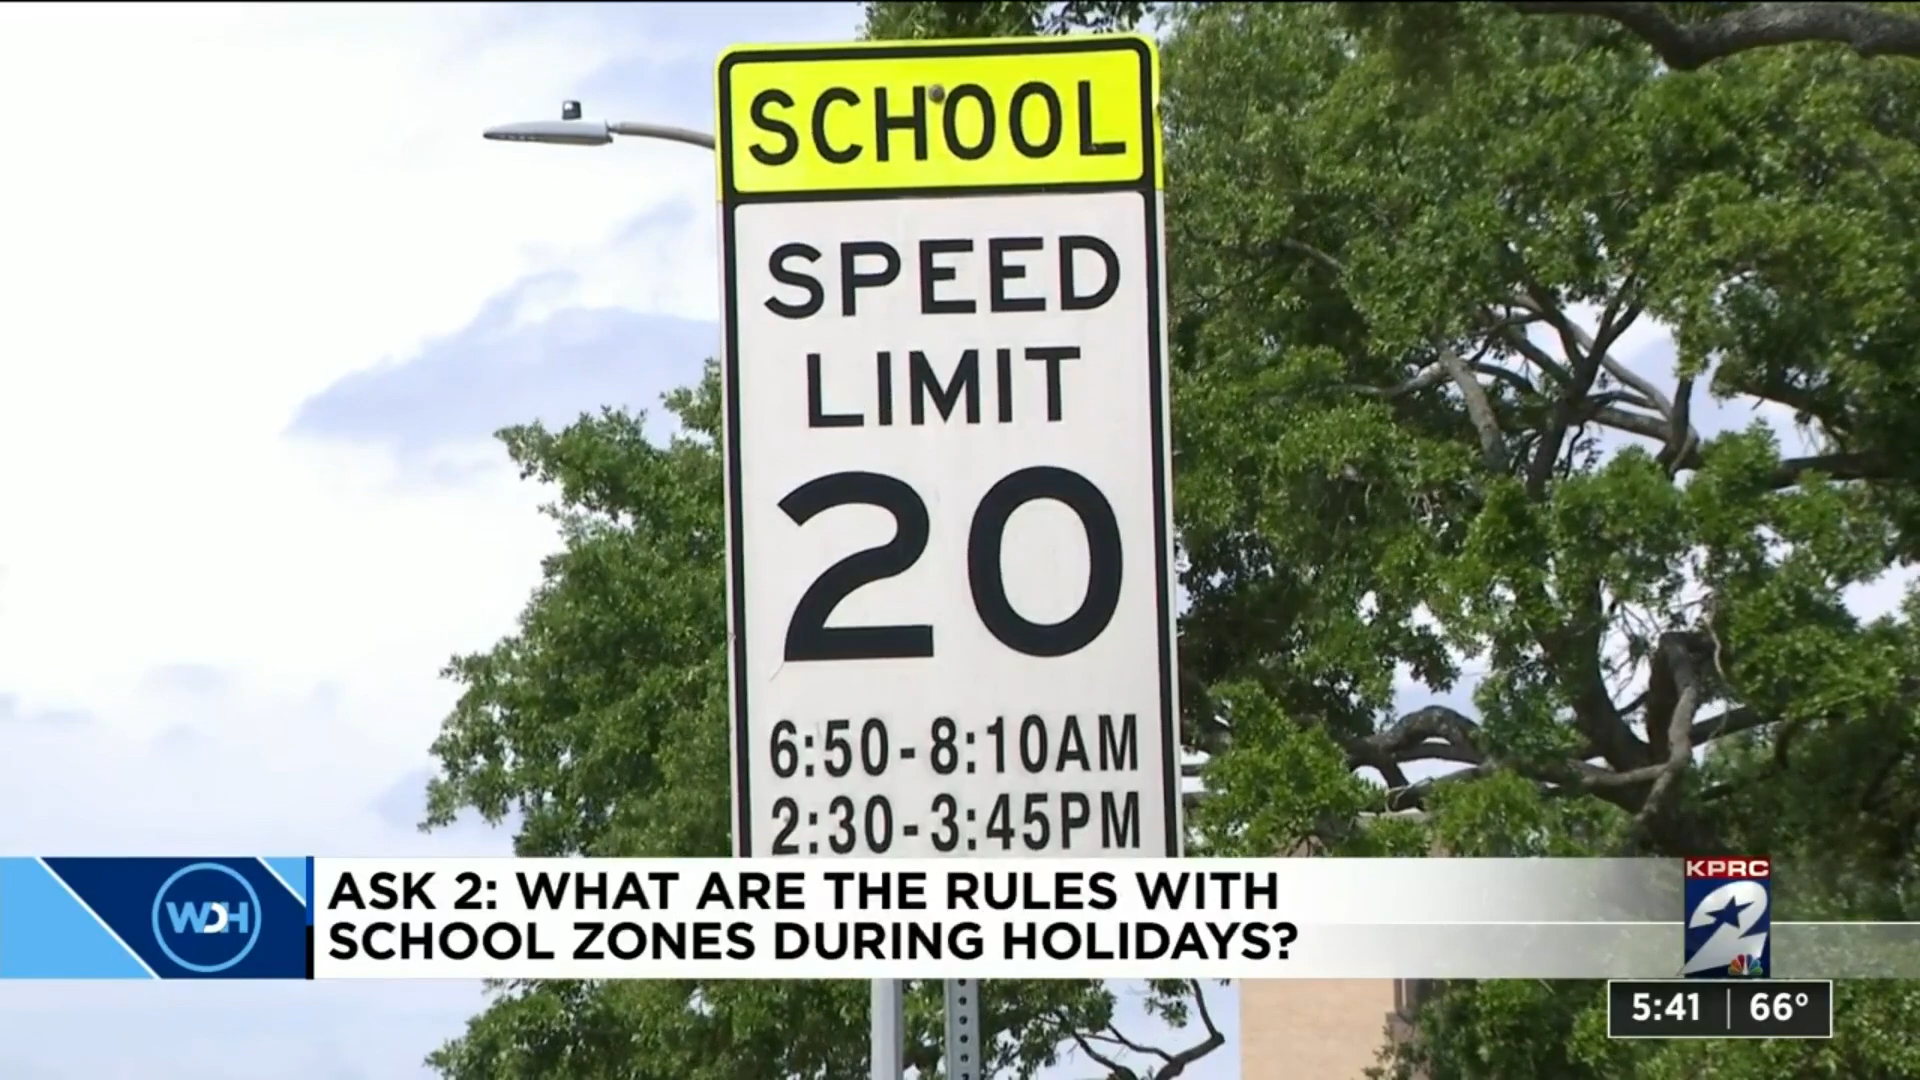 SCHOOL
SPEED
LIMIT
20
6:50-8:10AM
2:30-3:45PM
WDH
ASK 2: WHAT ARE THE RULES WITH
SCHOOL ZONES DURING HOLIDAYS?
KPRC
2
5:41 | 66°